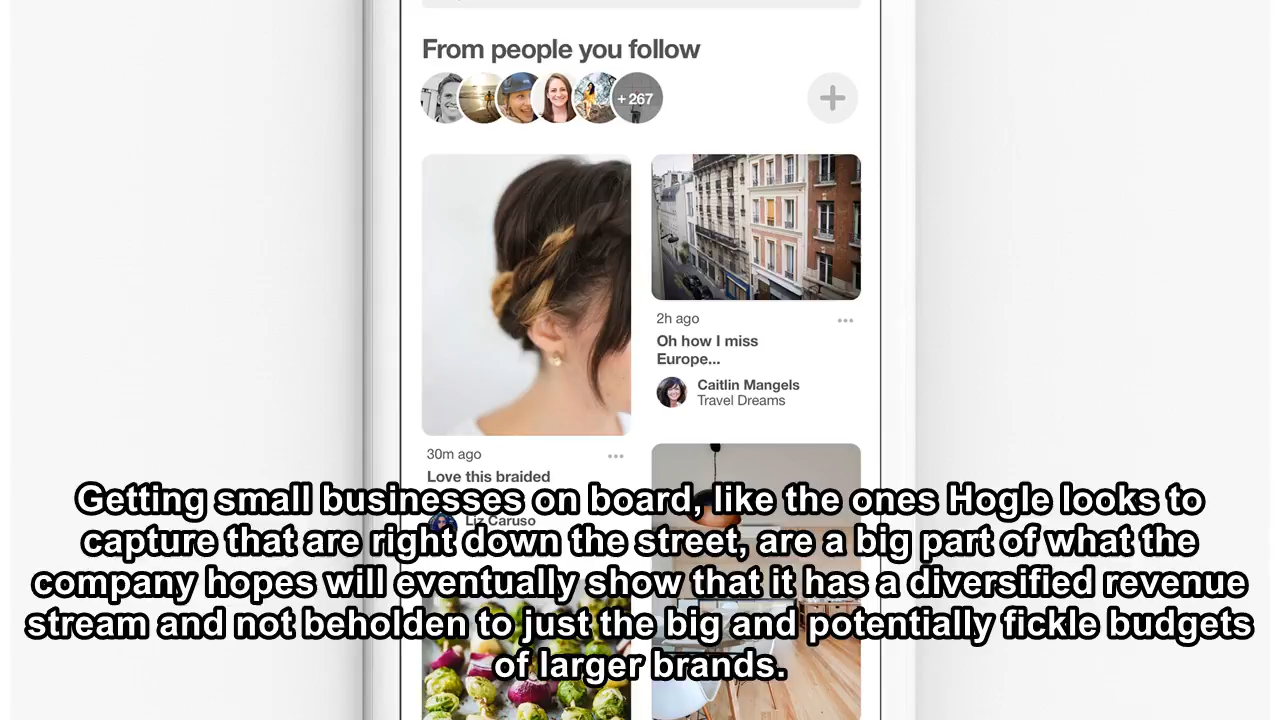 From people you follow
+ 267
2h ago
Oh how I miss
Europe...
Caitlin Mangels
Travel Dreams
30m ago
Love this braided
Liz Caruso
Getting small businesses on board, like the ones Hogle looks to
capture that are right down the street, are a big part of what the
company hopes will eventually show that it has a diversified revenue
stream and not beholden to just the big and potentially fickle budgets
of larger brands.